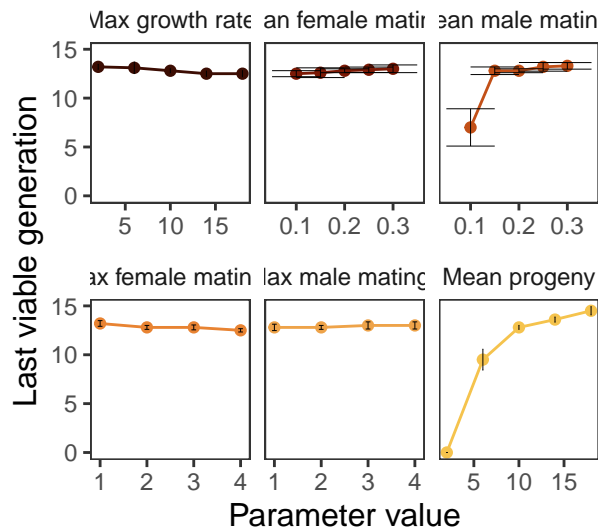 Max growth rate
an female matin
ean male matin
15
10
5
0
5 10 15
0.1 0.2 0.3
0.1 0.2 0.3
Last viable generation
ax female matin
lax male mating
Mean progeny
15
10
5
0
1 2 3 4
1 2 3 4
5 10 15
Parameter value